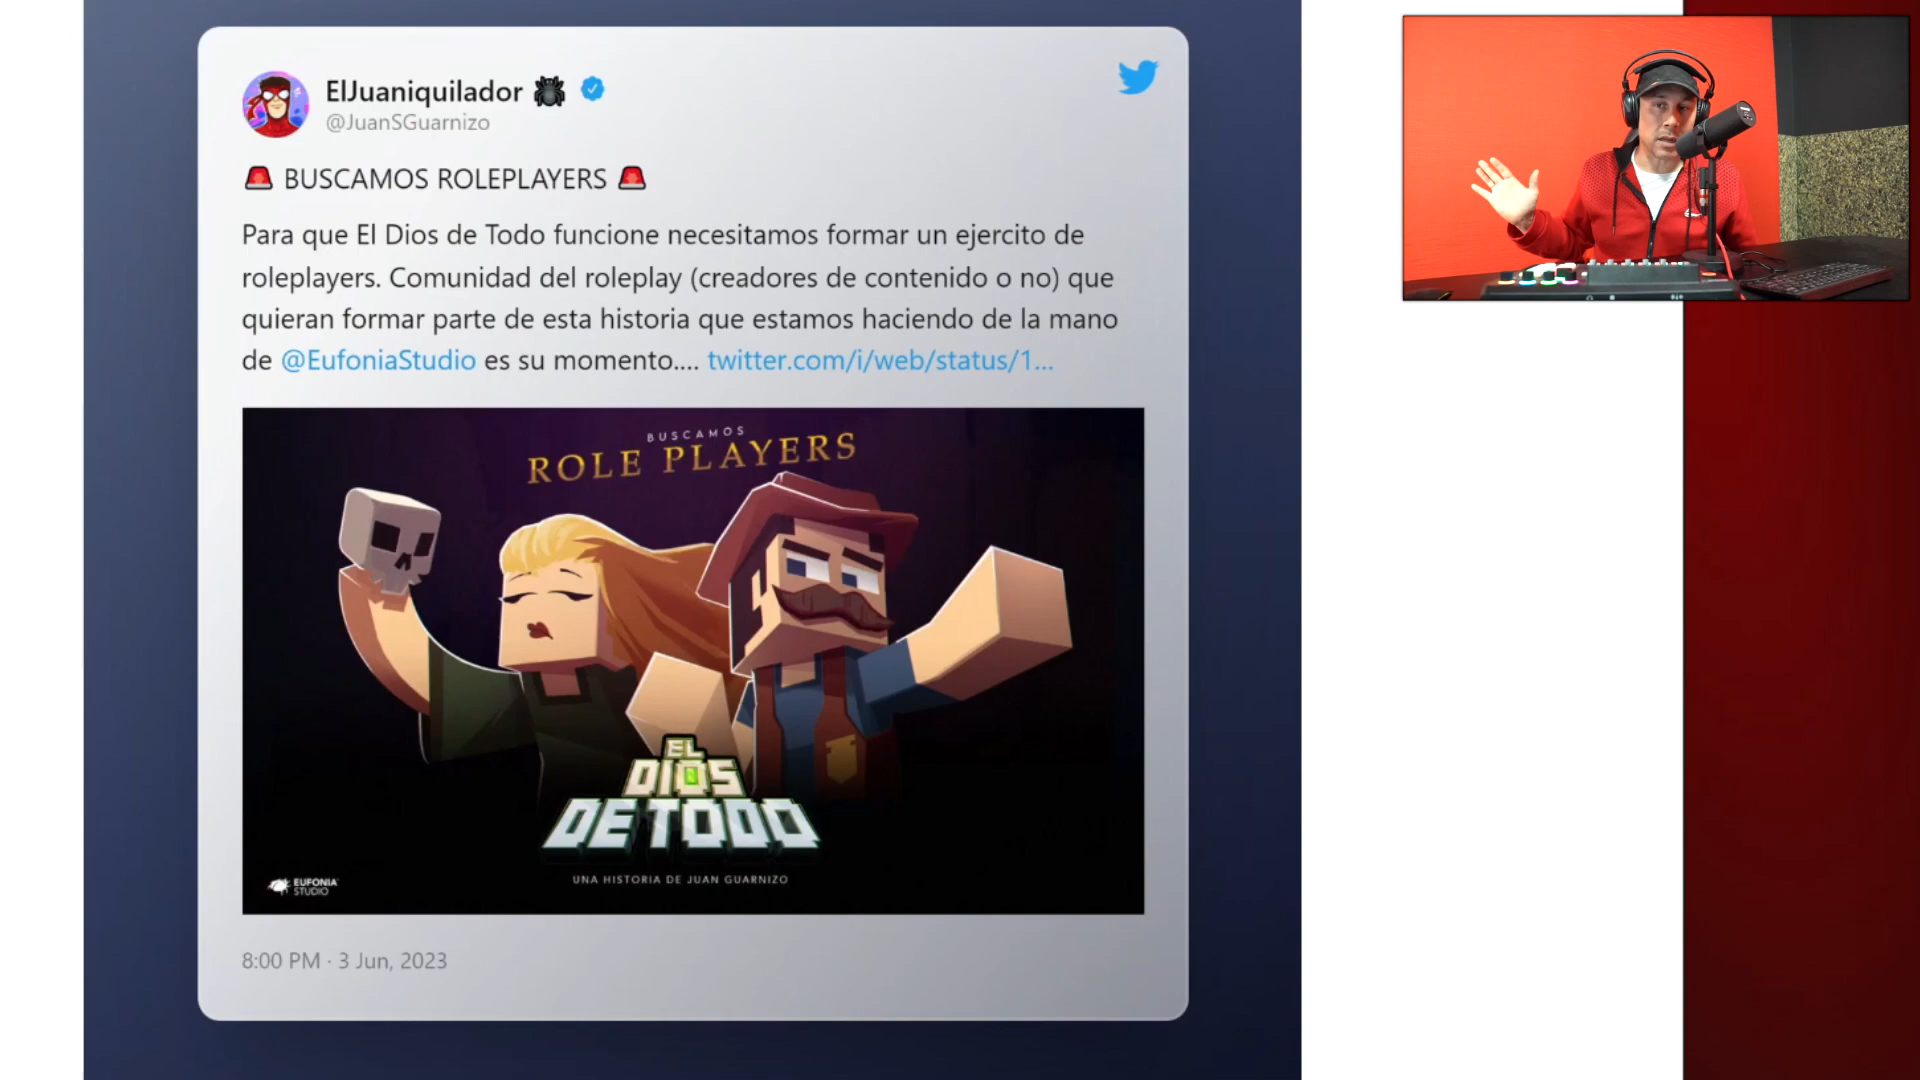 ElJuaniquilador 🕷
@JuanSGuarnizo
🚨 BUSCAMOS ROLEPLAYERS 🚨
Para que El Dios de Todo funcione necesitamos formar un ejercito de
roleplayers. Comunidad del roleplay (creadores de contenido o no) que
quieran formar parte de esta historia que estamos haciendo de la mano
de @EufoniaStudio es su momento.... twitter.com/i/web/status/1...
BUSCAMOS
ROLE PLAYERS
EL
DIOS
DE TODO
UNA HISTORIA DE JUAN GUARNIZO
EUFONIA
STUDIO
8:00 PM · 3 Jun, 2023